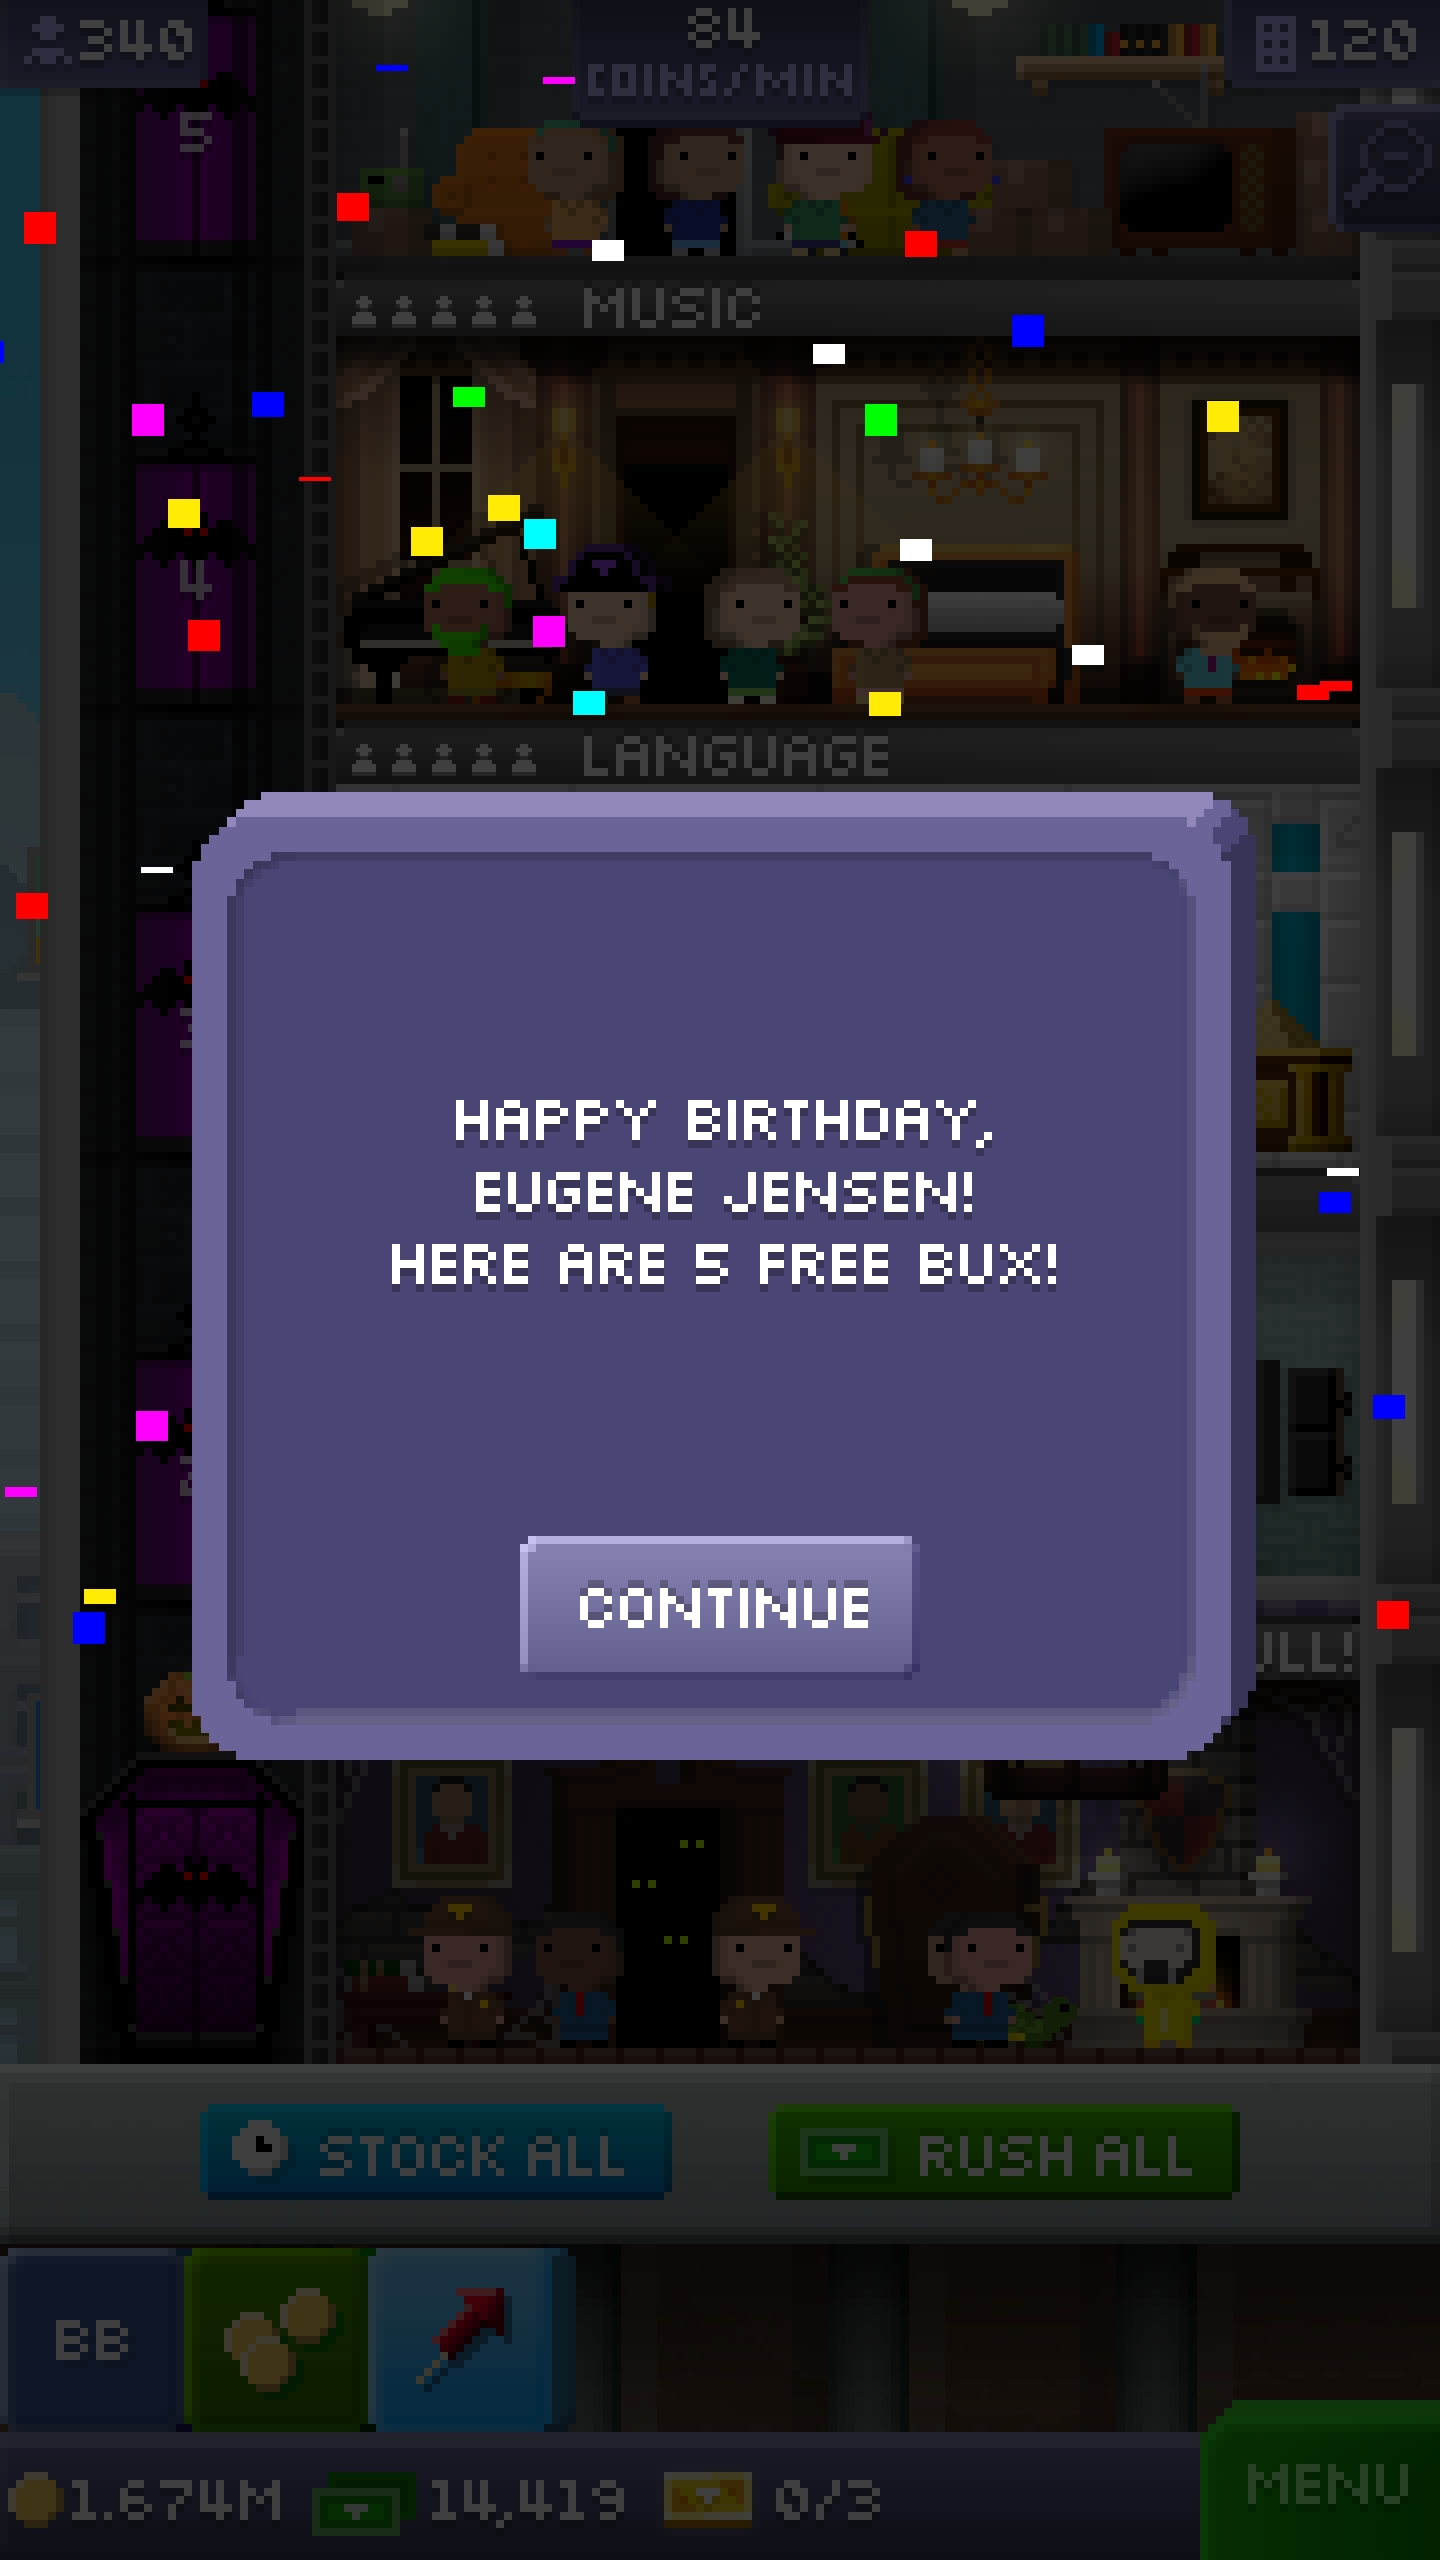 340
84
COINS/MIN
120
5
MUSIC
4
LANGUAGE
HAPPY BIRTHDAY,
EUGENE JENSEN!
HERE ARE 5 FREE BUX!
CONTINUE
STOCK ALL
RUSH ALL
BB
1.674M
14,419
0/3
MENU